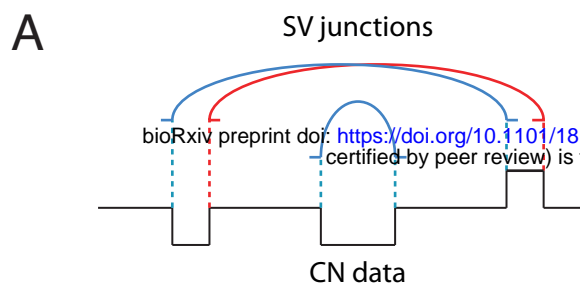 A
SV junctions
bioRxiv preprint doi: https://doi.org/10.1101/18
certified by peer review) is
CN data